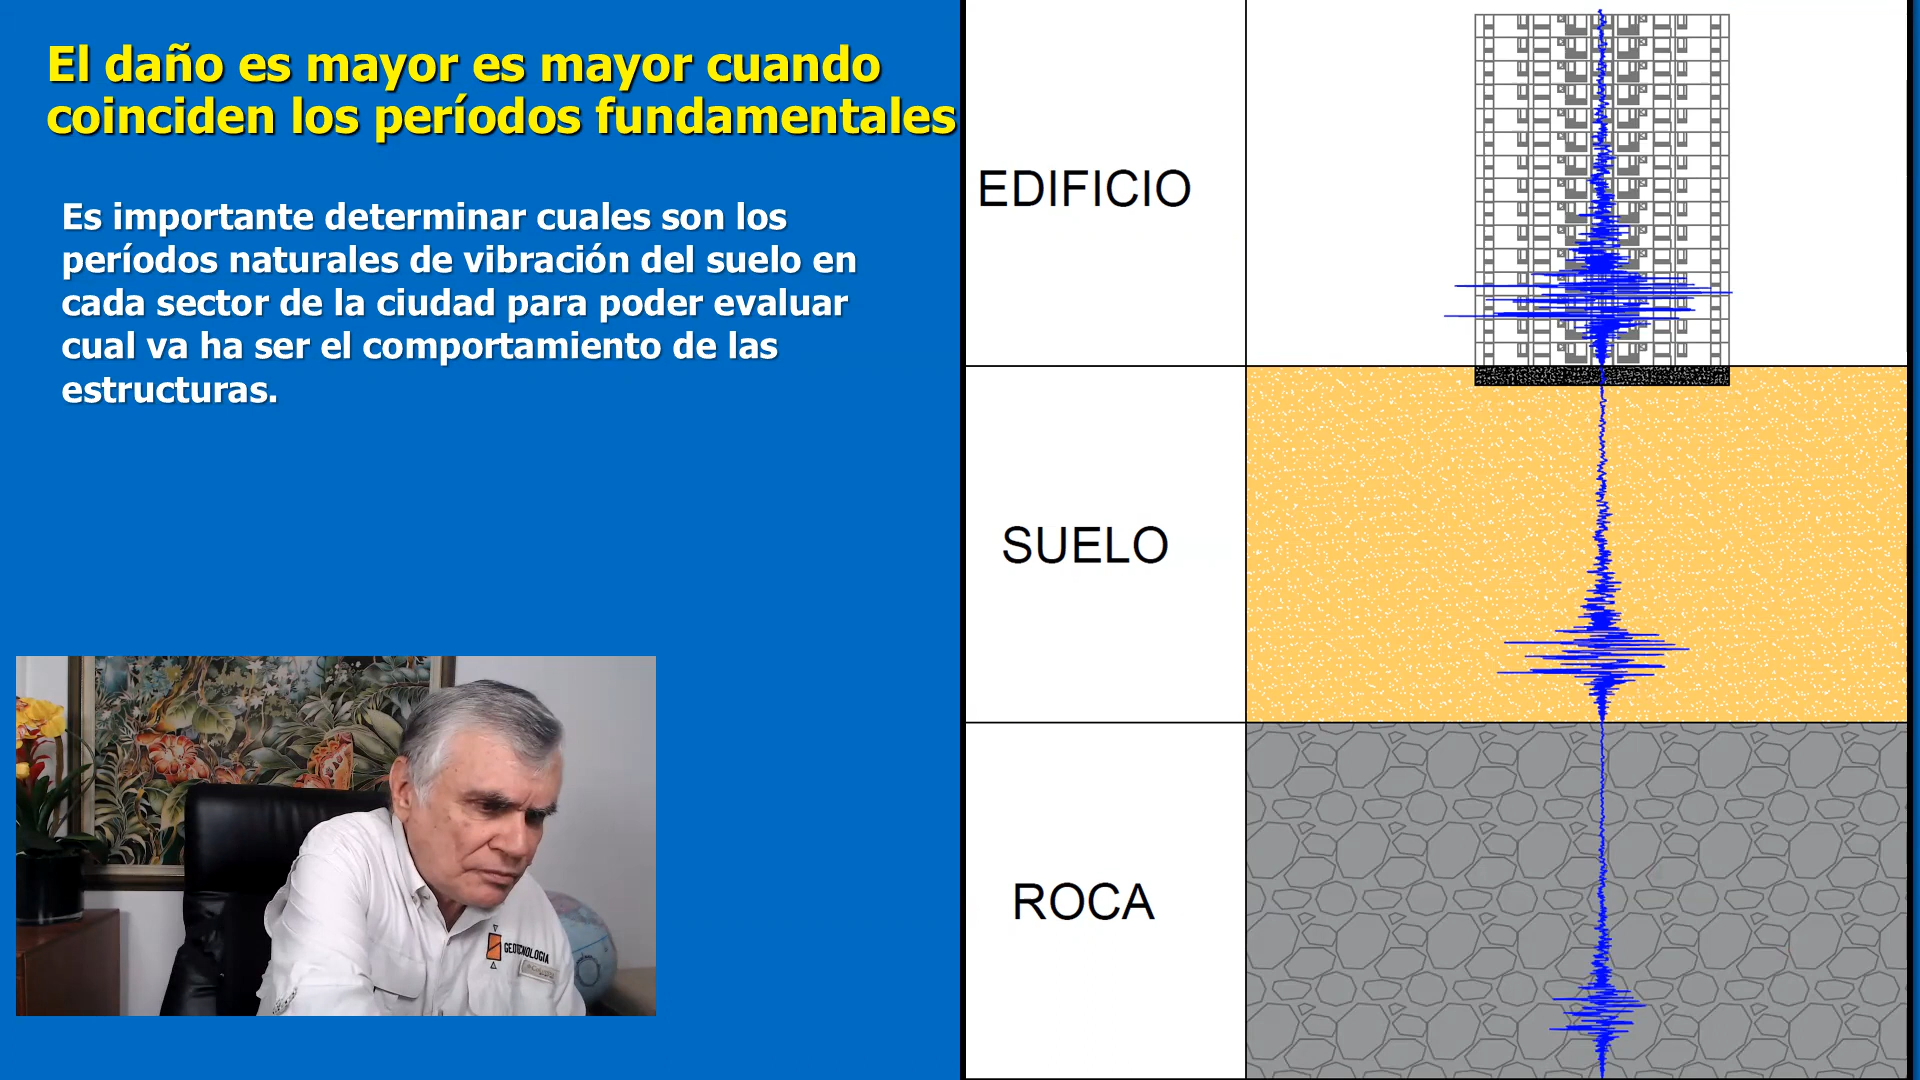 El daño es mayor es mayor cuando
coinciden los períodos fundamentales
Es importante determinar cuales son los
períodos naturales de vibración del suelo en
cada sector de la ciudad para poder evaluar
cual va ha ser el comportamiento de las
estructuras.
EDIFICIO
SUELO
ROCA
GEOTECNOLOGIA